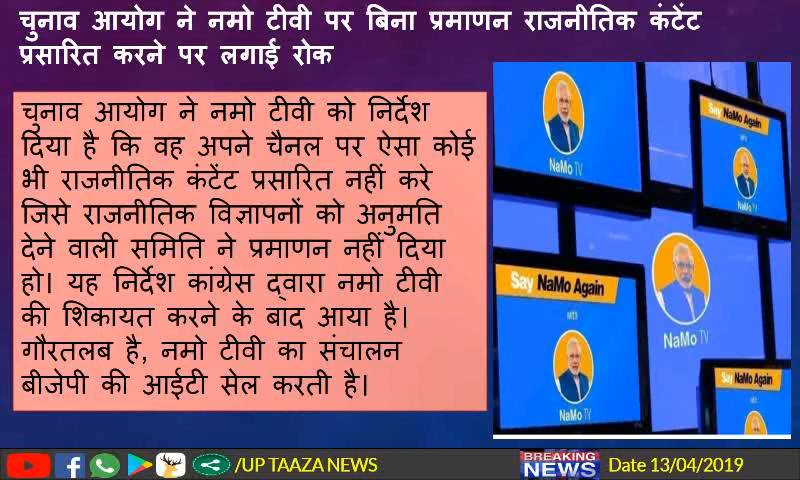 चुनाव आयोग ने नमो टीवी पर बिना प्रमाणन राजनीतिक कंटेंट
प्रसारित करने पर लगाई रोक
चुनाव आयोग ने नमो टीवी को निर्देश
दिया है कि वह अपने चैनल पर ऐसा कोई
भी राजनीतिक कंटेंट प्रसारित नहीं करे
जिसे राजनीतिक विज्ञापनों को अनुमति
देने वाली समिति ने प्रमाणन नहीं दिया
हो। यह निर्देश कांग्रेस द्वारा नमो टीवी
की शिकायत करने के बाद आया है।
गौरतलब है, नमो टीवी का संचालन
बीजेपी की आईटी सेल करती है।
NaMo TV
Say NaMo Again
with
NaMo TV
Say NaMo Again
with
NaMo TV
NaMo TV
Say NaMo Again
with
/UP TAAZA NEWS
BREAKING
NEWS
Date 13/04/2019